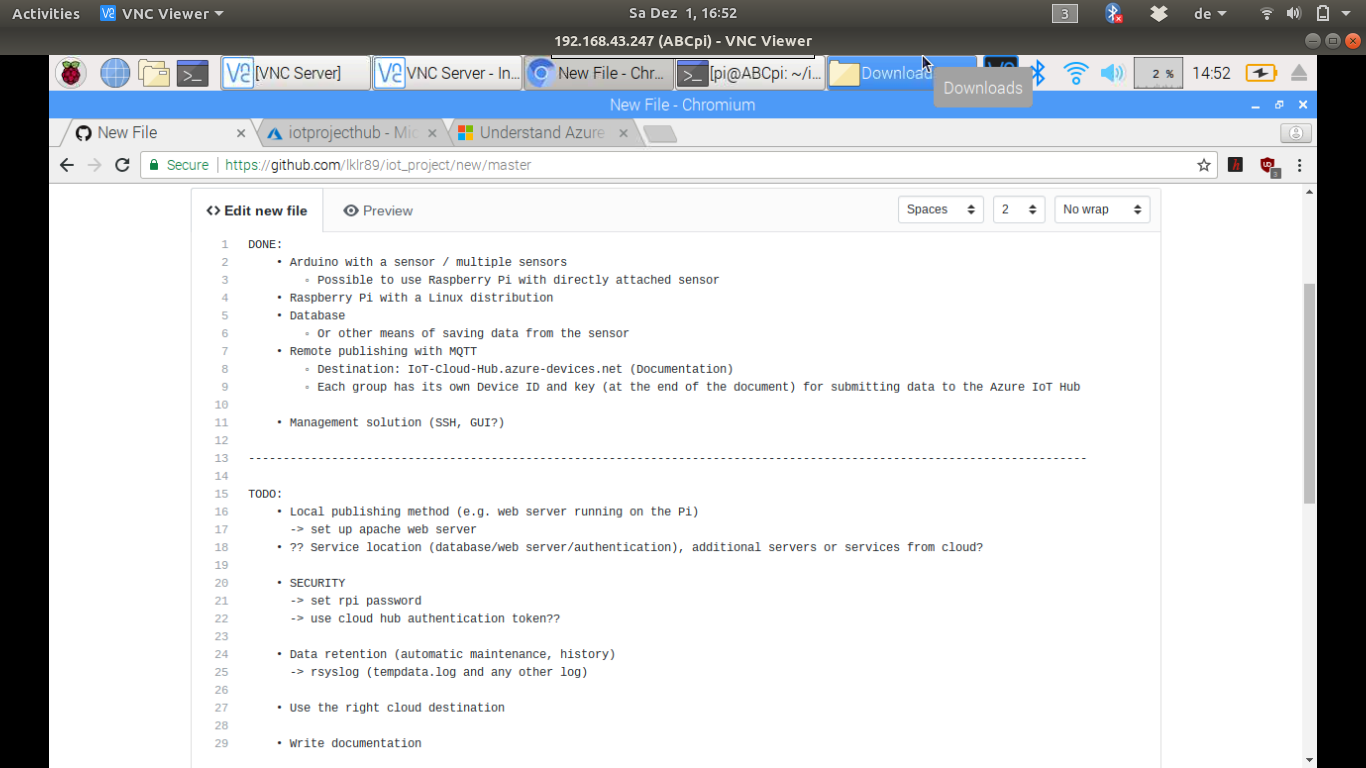 Activities VNC Viewer Sa Dez 1, 16:52 3 de
192.168.43.247 (ABCpi) - VNC Viewer
[VNC Server] VNC Server - In... New File - Chr... [pi@ABCpi: ~/i... Download 2 % 14:52
Downloads
New File - Chromium
New File iotprojecthub - Mic Understand Azure
Secure https://github.com/lklr89/iot_project/new/master
<> Edit new file Preview Spaces 2 No wrap
1 DONE:
2 • Arduino with a sensor / multiple sensors
3 ▫ Possible to use Raspberry Pi with directly attached sensor
4 • Raspberry Pi with a Linux distribution
5 • Database
6 ▫ Or other means of saving data from the sensor
7 • Remote publishing with MQTT
8 ▫ Destination: IoT-Cloud-Hub.azure-devices.net (Documentation)
9 ▫ Each group has its own Device ID and key (at the end of the document) for submitting data to the Azure IoT Hub
10
11 • Management solution (SSH, GUI?)
12
13 -------------------------------------------------------------------------------------------------------------------------
14
15 TODO:
16 • Local publishing method (e.g. web server running on the Pi)
17 -> set up apache web server
18 • ?? Service location (database/web server/authentication), additional servers or services from cloud?
19
20 • SECURITY
21 -> set rpi password
22 -> use cloud hub authentication token??
23
24 • Data retention (automatic maintenance, history)
25 -> rsyslog (tempdata.log and any other log)
26
27 • Use the right cloud destination
28
29 • Write documentation